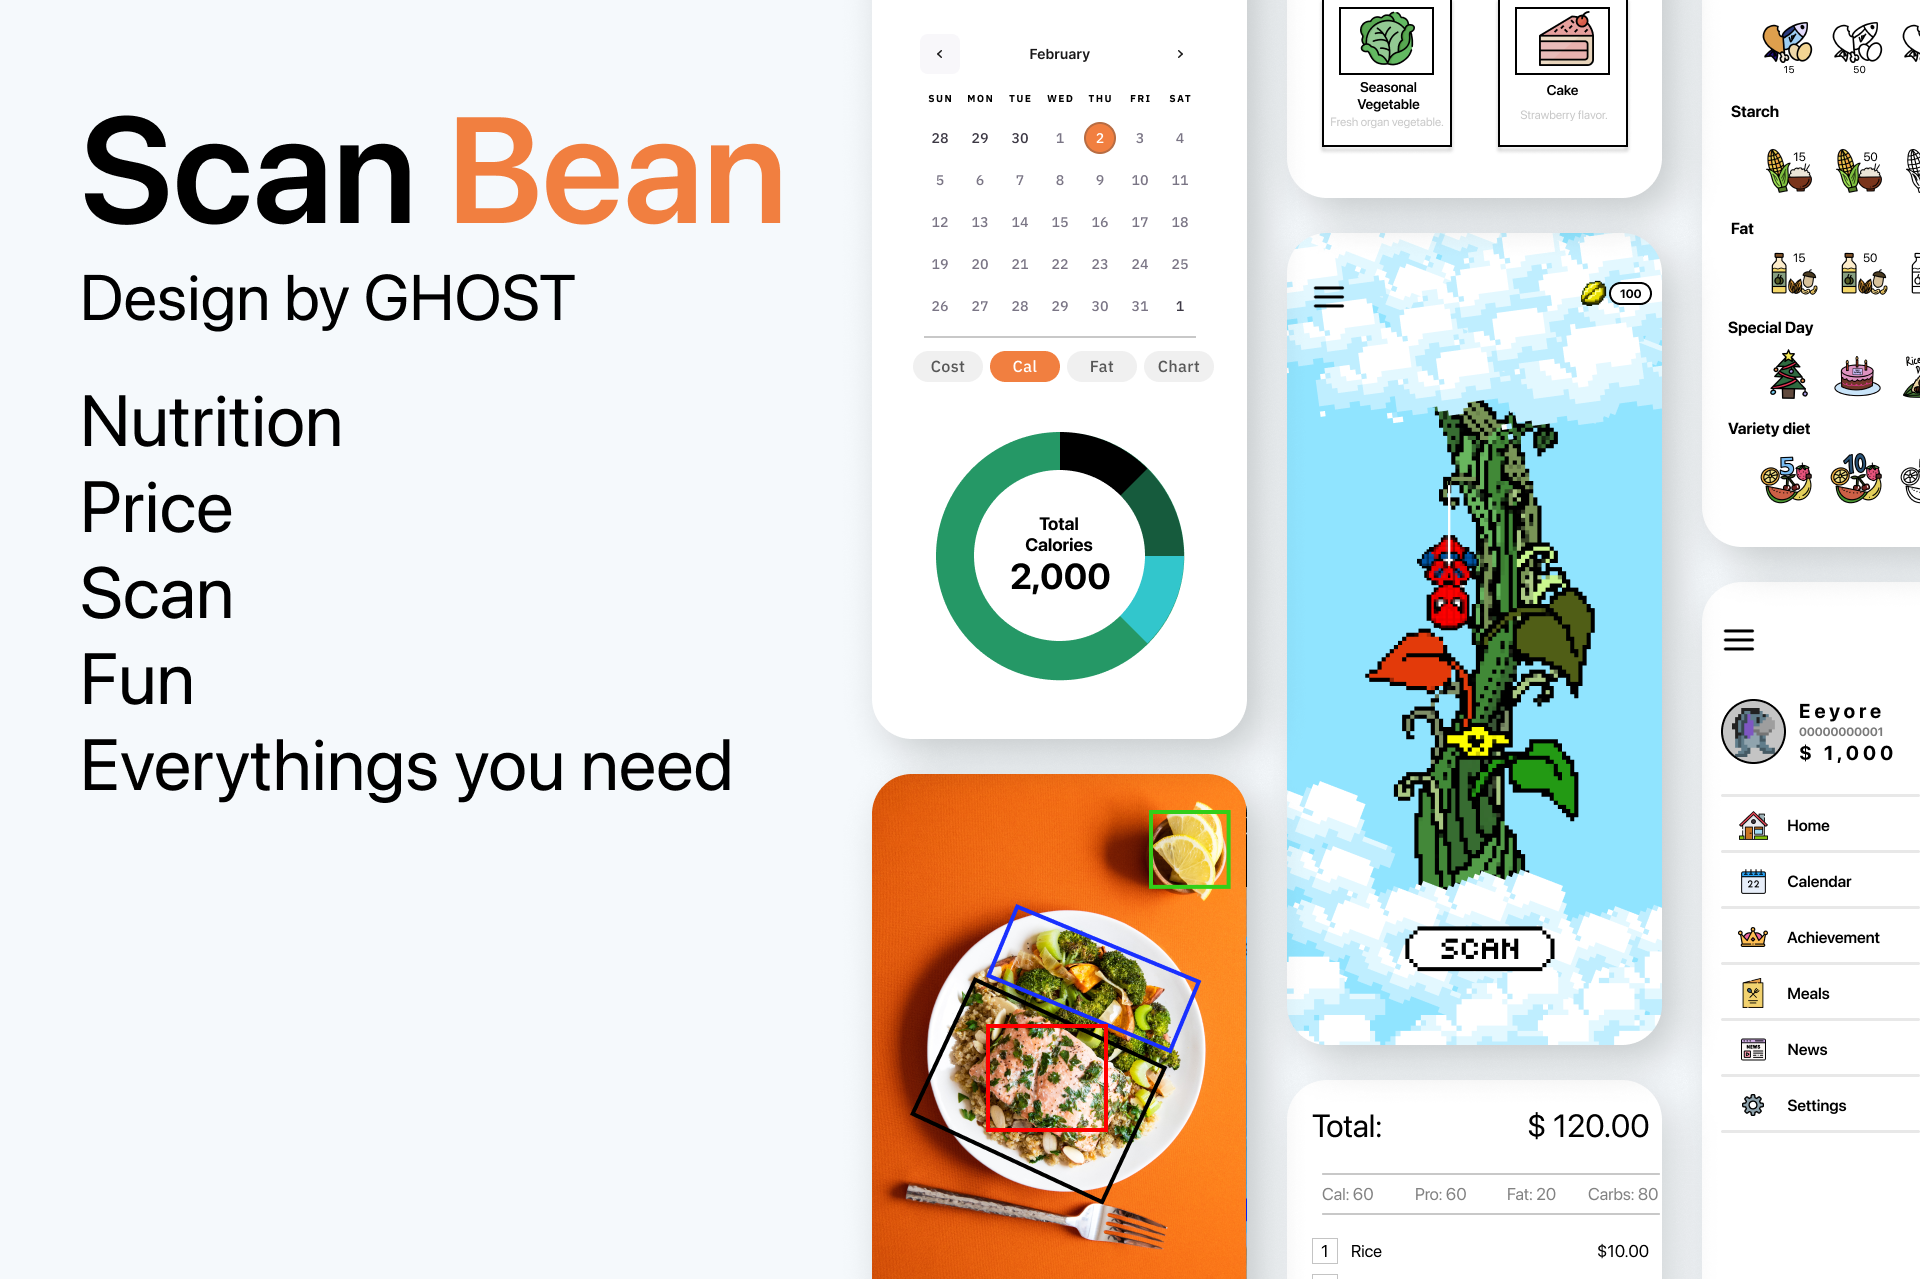 Scan Bean
Design by GHOST
Nutrition
Price
Scan
Fun
Everythings you need
February
SUN MON TUE WED THU FRI SAT
28 29 30 1 2 3 4
5 6 7 8 9 10 11
12 13 14 15 16 17 18
19 20 21 22 23 24 25
26 27 28 29 30 31 1
Cost Cal Fat Chart
Total
Calories
2,000
Seasonal
Vegetable
Fresh organ vegetable.
Cake
Strawberry flavor.
100
SCAN
Total: $ 120.00
Cal: 60 Pro: 60 Fat: 20 Carbs: 80
1 Rice $10.00
15 50
Starch
15 50
Fat
15 50
Special Day
Rice
Variety diet
5 10
Eeyore
00000000001
$ 1,000
Home
22
Calendar
Achievement
Meals
NEWS
News
Settings